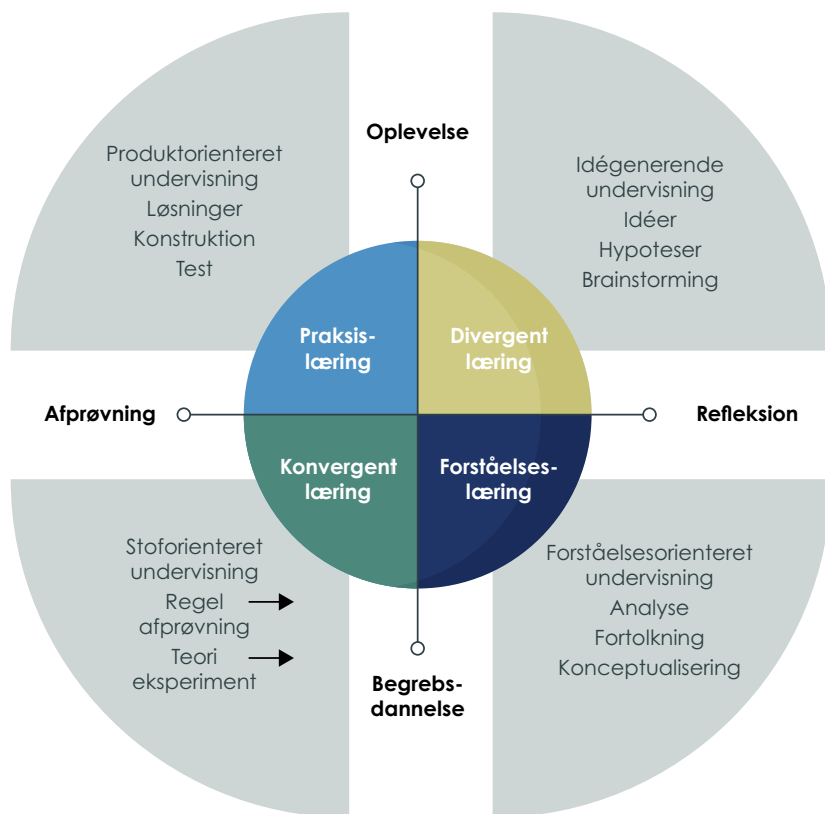 Oplevelse
Produktorienteret
undervisning
Løsninger
Konstruktion
Test
Idégenerende
undervisning
Idéer
Hypoteser
Brainstorming
Praksis-
læring
Divergent
læring
Afprøvning
Refleksion
Konvergent
læring
Forståelses-
læring
Stoforienteret
undervisning
Regel →
afprøvning
Teori →
eksperiment
Forståelsesorienteret
undervisning
Analyse
Fortolkning
Konceptualisering
Begrebs-
dannelse